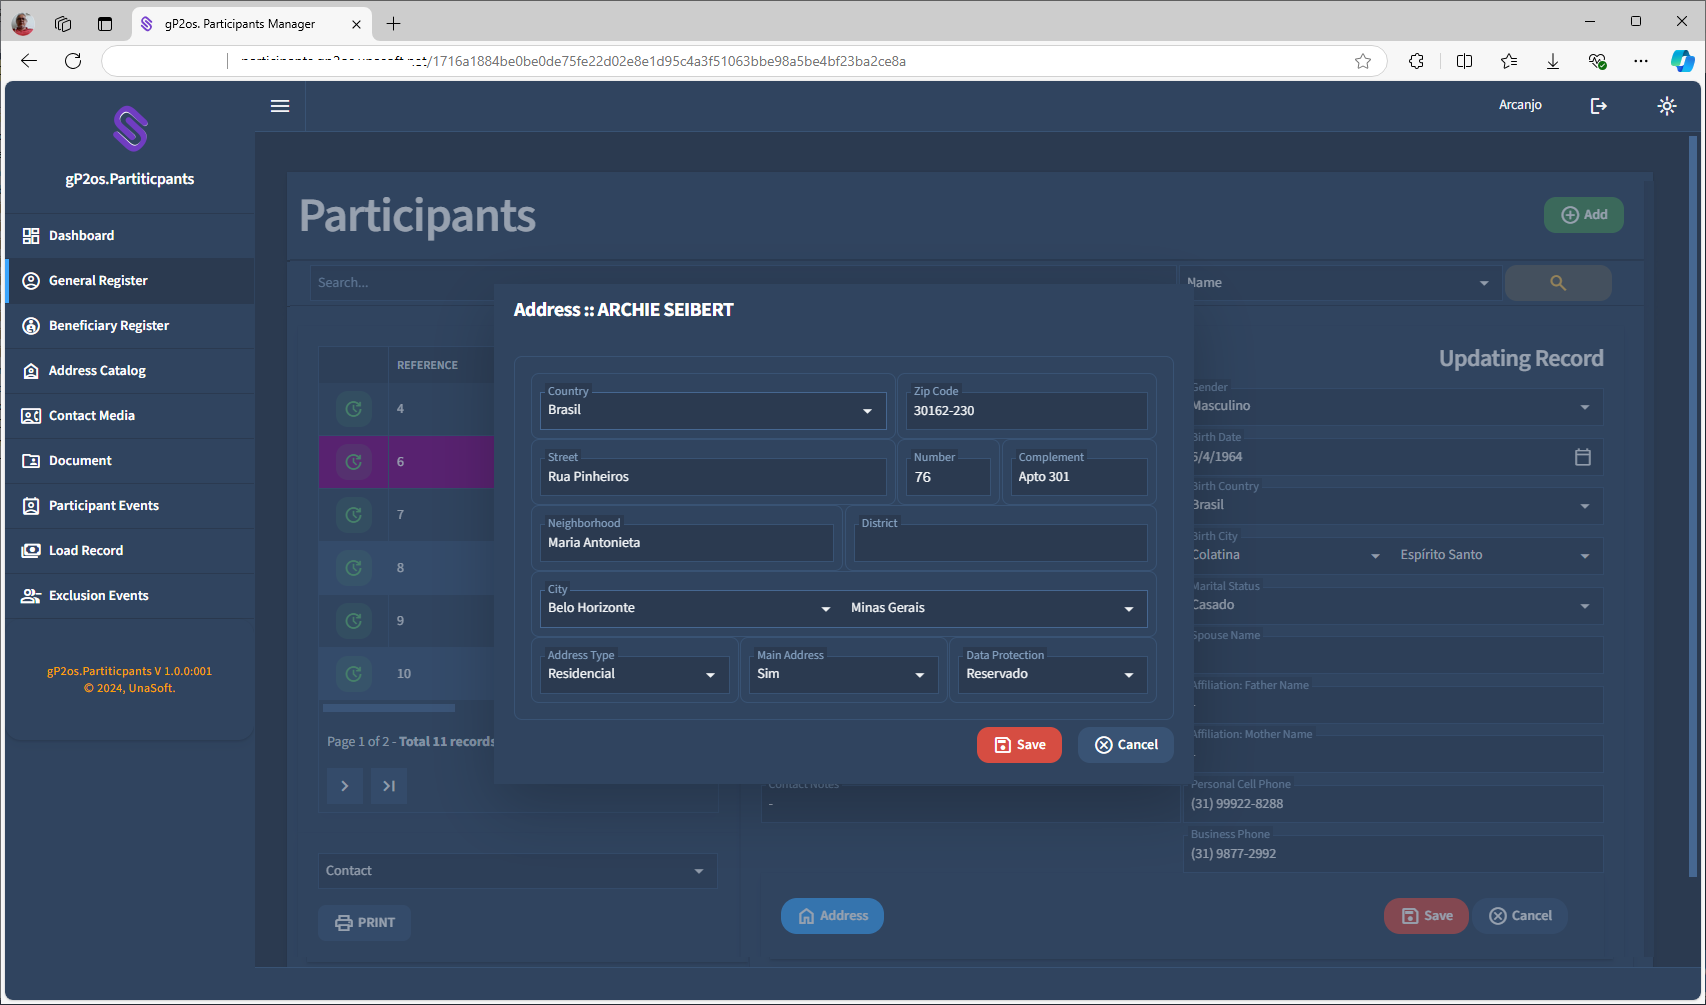 gP2os. Participants Manager
/1716a1884be0be0de75fe22d02e8e1d95c4a3f51063bbe98a5be4bf23ba2ce8a
Arcanjo
gP2os.Partiticpants
Dashboard
General Register
Beneficiary Register
Address Catalog
Contact Media
Document
Participant Events
Load Record
Exclusion Events
gP2os.Partiticpants V 1.0.0:001
© 2024, UnaSoft.
Participants
Add
Search...
Name
REFERENCE
4
6
7
8
9
10
Page 1 of 2 - Total 11 records
Contact
PRINT
Address :: ARCHIE SEIBERT
Country
Brasil
Zip Code
30162-230
Street
Rua Pinheiros
Number
76
Complement
Apto 301
Neighborhood
Maria Antonieta
District
City
Belo Horizonte
Minas Gerais
Address Type
Residencial
Main Address
Sim
Data Protection
Reservado
Save
Cancel
Updating Record
Gender
Masculino
Birth Date
/4/1964
Birth Country
Brasil
Birth City
Colatina
Espírito Santo
Marital Status
Casado
Spouse Name
Affiliation: Father Name
-
Affiliation: Mother Name
-
Contact Notes
-
Personal Cell Phone
(31) 99922-8288
Business Phone
(31) 9877-2992
Address
Save
Cancel